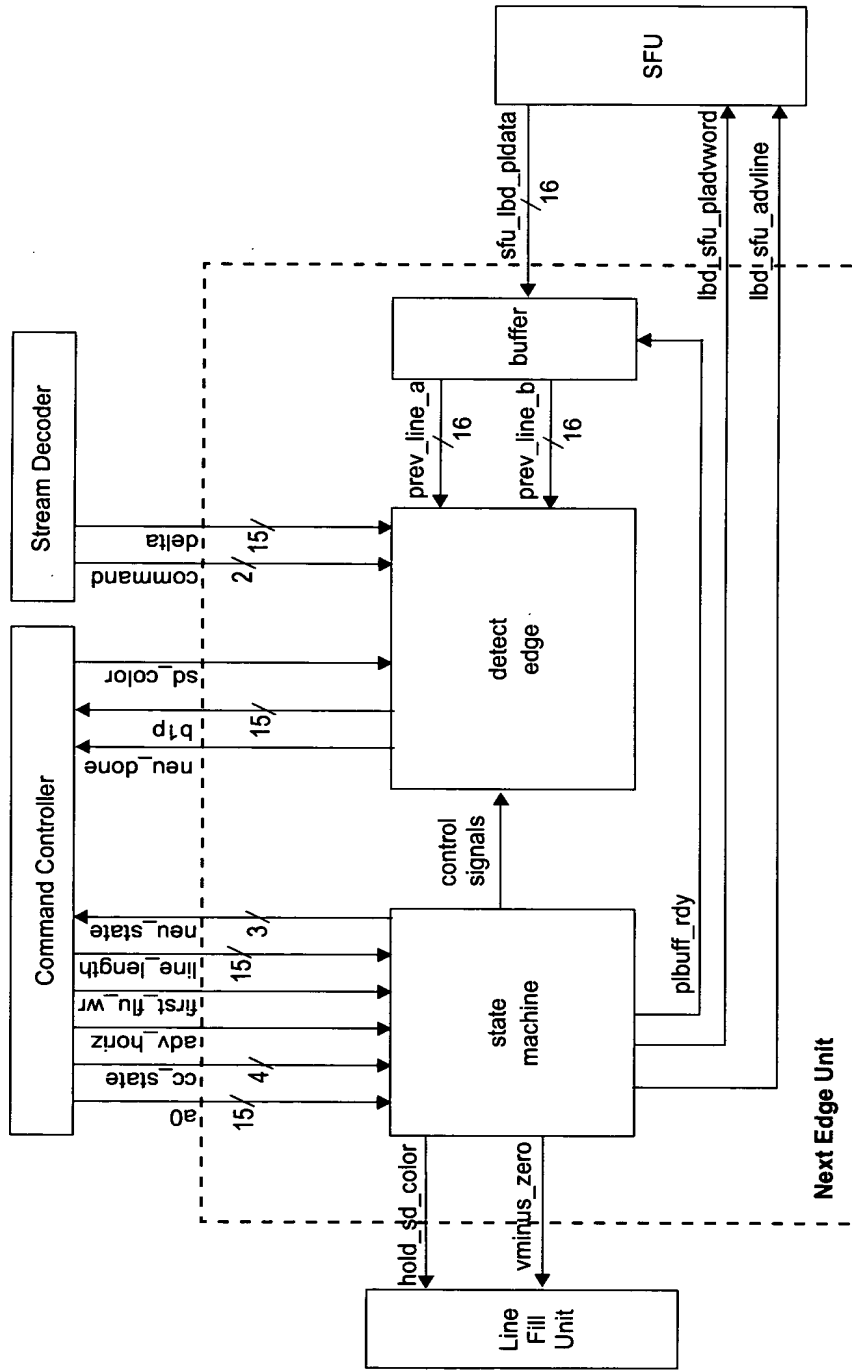 Command Controller
Stream Decoder
a0
15
cc_state
4
adv_horiz
first_flu_wr
line_length
15
neu_state
3
neu_done
b1p
15
sd_color
command
2
delta
15
hold_sd_color
vminus_zero
Line
Fill
Unit
state
machine
control
signals
detect
edge
prev_line_a
16
prev_line_b
16
buffer
sfu_lbd_pldata
16
SFU
plbuff_rdy
lbd_sfu_pladvword
lbd_sfu_advline
Next Edge Unit